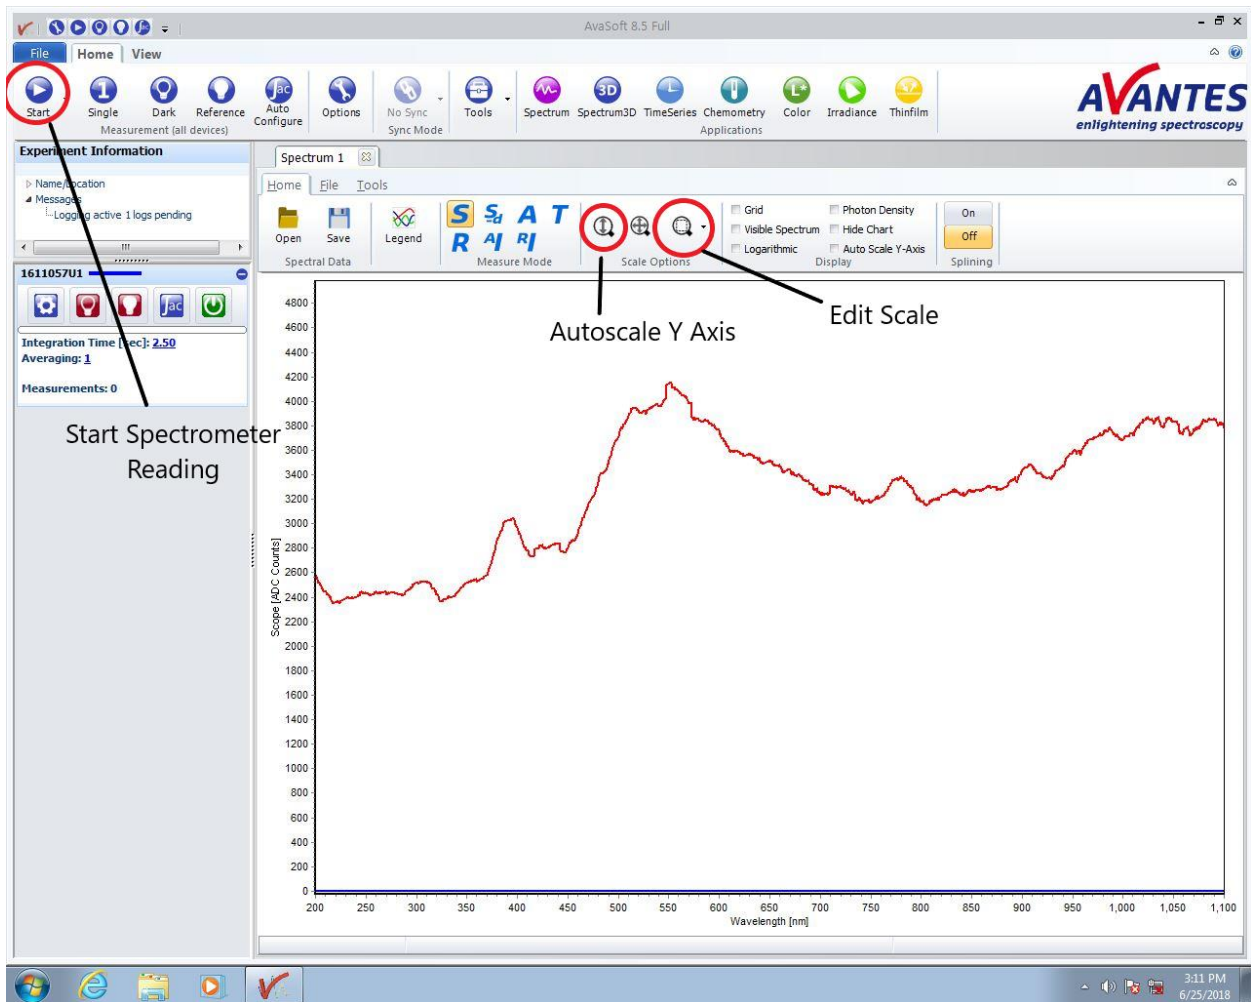 AvaSoft 8.5 Full
File Home View
Start Single Dark Reference Auto Configure Options No Sync Tools Spectrum Spectrum3D TimeSeries Chemometry Color Irradiance Thinfilm
Measurement (all devices) Sync Mode Applications
AVANTES
enlightening spectroscopy
Experiment Information
Name/Location
Messages
Logging active 1 logs pending
1611057U1
Jac
Integration Time [sec]: 2.50
Averaging: 1
Measurements: 0
Start Spectrometer
Reading
Spectrum 1
Home File Tools
Open Save Legend
S Sd A T
R AI RI
Grid Photon Density
Visible Spectrum Hide Chart
Logarithmic Auto Scale Y-Axis
On
Off
Spectral Data Measure Mode Scale Options Display Splining
Autoscale Y Axis
Edit Scale
4800
4600
4400
4200
4000
3800
3600
3400
3200
3000
2800
2600
2400
2200
2000
1800
1600
1400
1200
1000
800
600
400
200
0
Scope [ADC Counts]
200 250 300 350 400 450 500 550 600 650 700 750 800 850 900 950 1,000 1,050 1,100
Wavelength [nm]
3:11 PM
6/25/2018